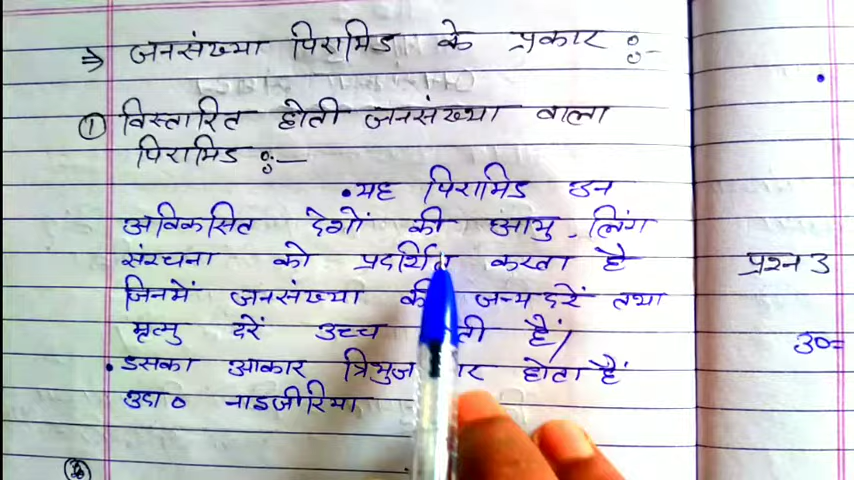 ⇒ जनसंख्या पिरामिड के प्रकार :-
① विस्तारित होती जनसंख्या वाला
पिरामिड :-
•यह पिरामिड उन
अविकसित देशों की आयु, लिंग
संरचना को प्रदर्शित करता है
जिनमें जनसंख्या की जन्म दरें तथा
मृत्यु दरें उच्च हैं।
•इसका आकार होता हैं
उदा० नाइजीरिया
②
प्रश्न 3
उ०=